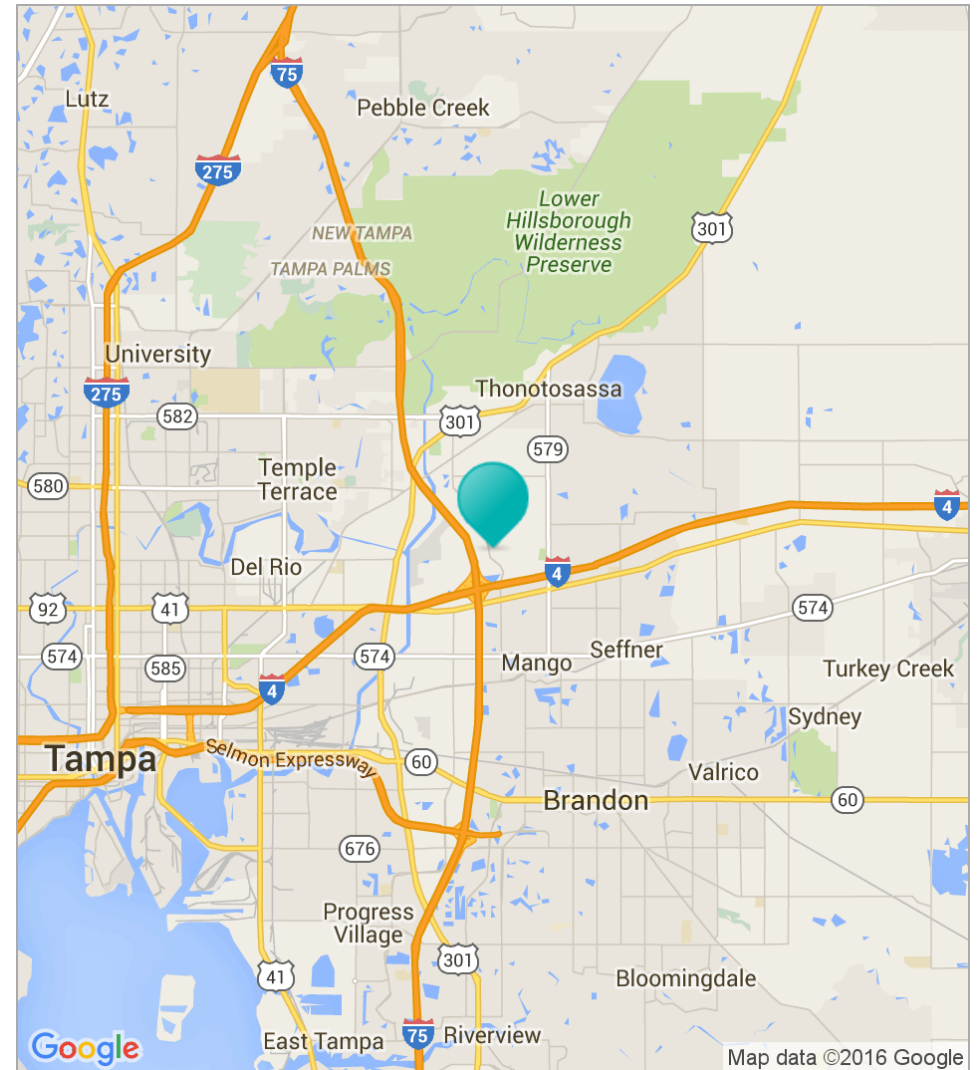 75
Lutz
Pebble Creek
275
Lower
Hillsborough
Wilderness
Preserve
301
NEW TAMPA
TAMPA PALMS
University
275
Thonotosassa
582
301
579
Temple
Terrace
580
4
Del Rio
4
92
41
574
574
585
574
Seffner
Mango
Turkey Creek
4
Sydney
Tampa
Selmon Expressway
60
Valrico
Brandon
60
676
Progress
Village
301
41
Bloomingdale
East Tampa
75
Riverview
Google
Map data ©2016 Google